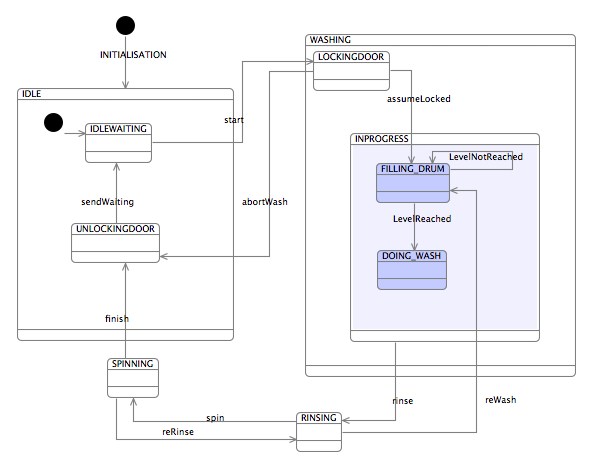 INITIALISATION
WASHING
LOCKINGDOOR
IDLE
assumeLocked
start
IDLEWAITING
INPROGRESS
LevelNotReached
FILLING_DRUM
sendWaiting
abortWash
LevelReached
UNLOCKINGDOOR
DOING_WASH
finish
SPINNING
rinse
reWash
spin
RINSING
reRinse